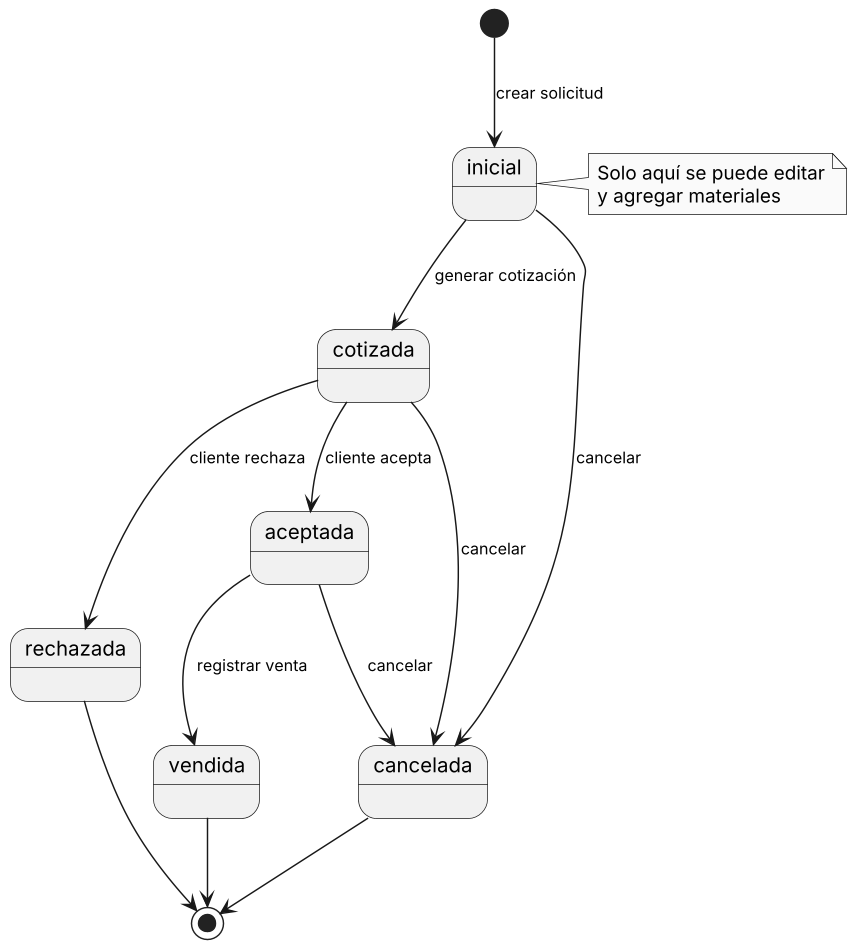 crear solicitud
inicial
Solo aquí se puede editar
y agregar materiales
generar cotización
cotizada
cliente rechaza
cliente acepta
cancelar
aceptada
cancelar
rechazada
registrar venta
cancelar
vendida
cancelada